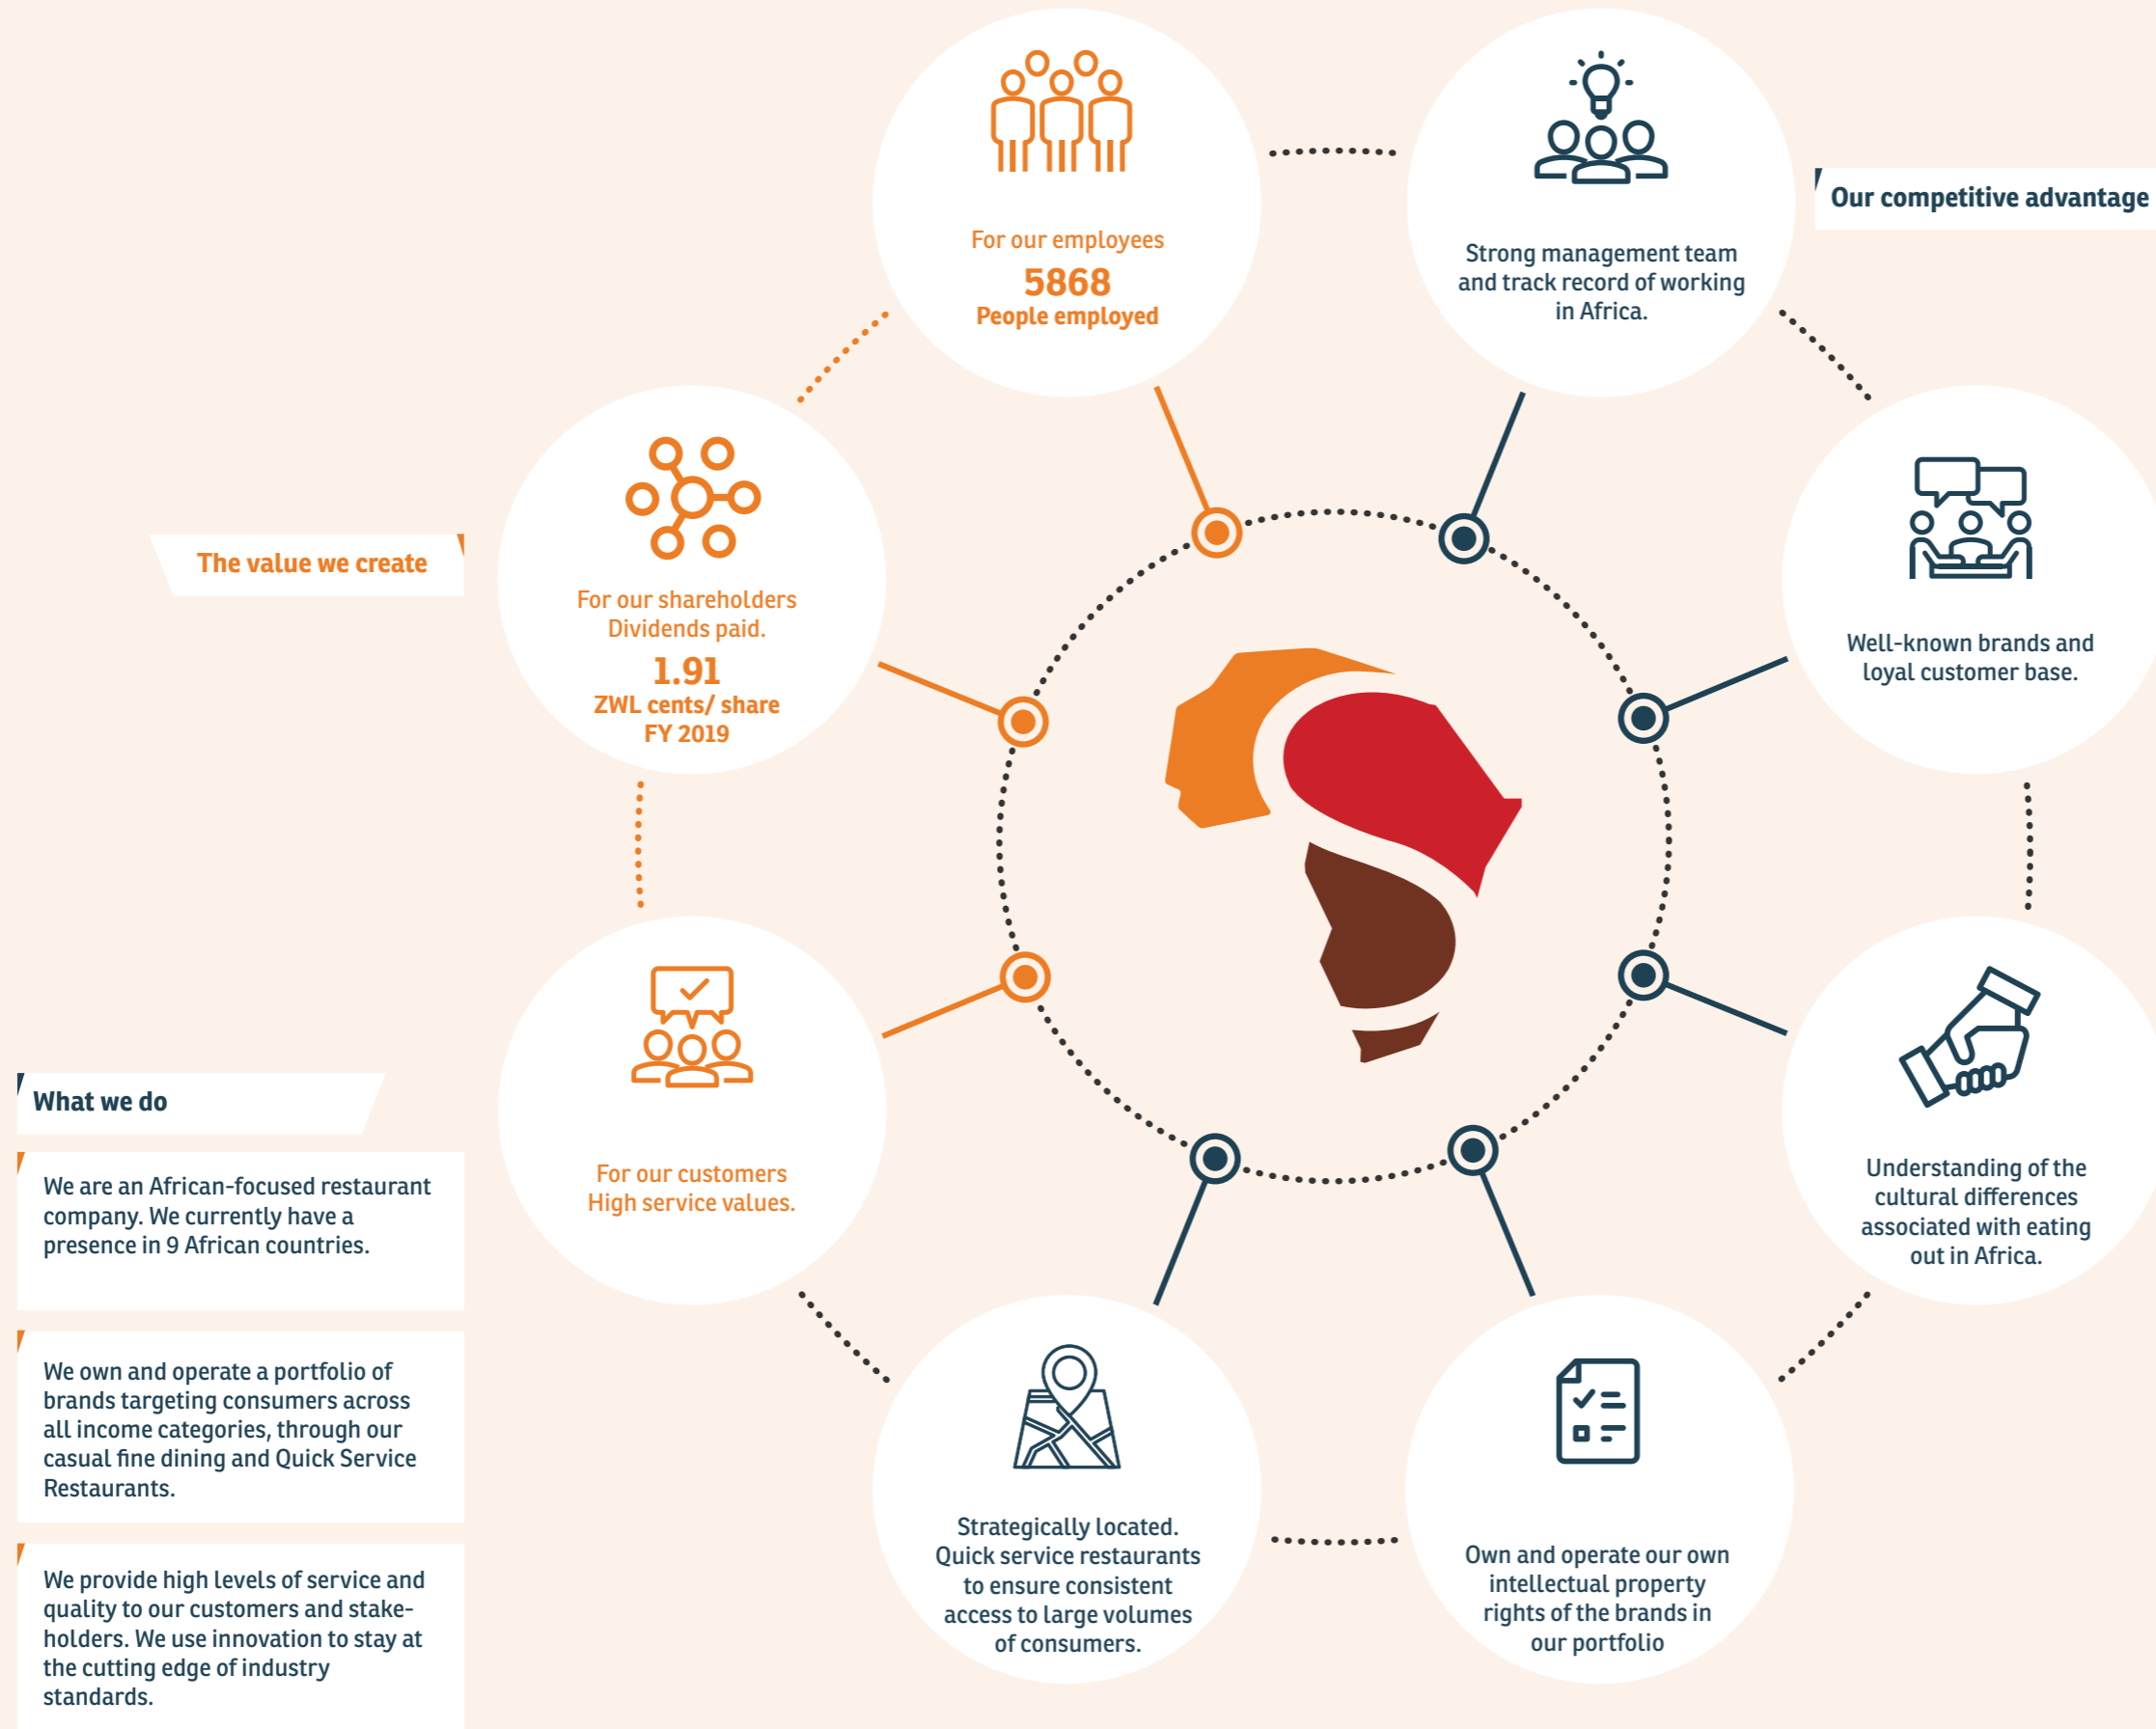 For our employees
5868
People employed
Strong management team
and track record of working
in Africa.
Our competitive advantage
Well-known brands and
loyal customer base.
The value we create
For our shareholders
Dividends paid.
1.91
ZWL cents/ share
FY 2019
For our customers
High service values.
Understanding of the
cultural differences
associated with eating
out in Africa.
What we do
We are an African-focused restaurant
company. We currently have a
presence in 9 African countries.
We own and operate a portfolio of
brands targeting consumers across
all income categories, through our
casual fine dining and Quick Service
Restaurants.
We provide high levels of service and
quality to our customers and stake-
holders. We use innovation to stay at
the cutting edge of industry
standards.
Strategically located.
Quick service restaurants
to ensure consistent
access to large volumes
of consumers.
Own and operate our own
intellectual property
rights of the brands in
our portfolio